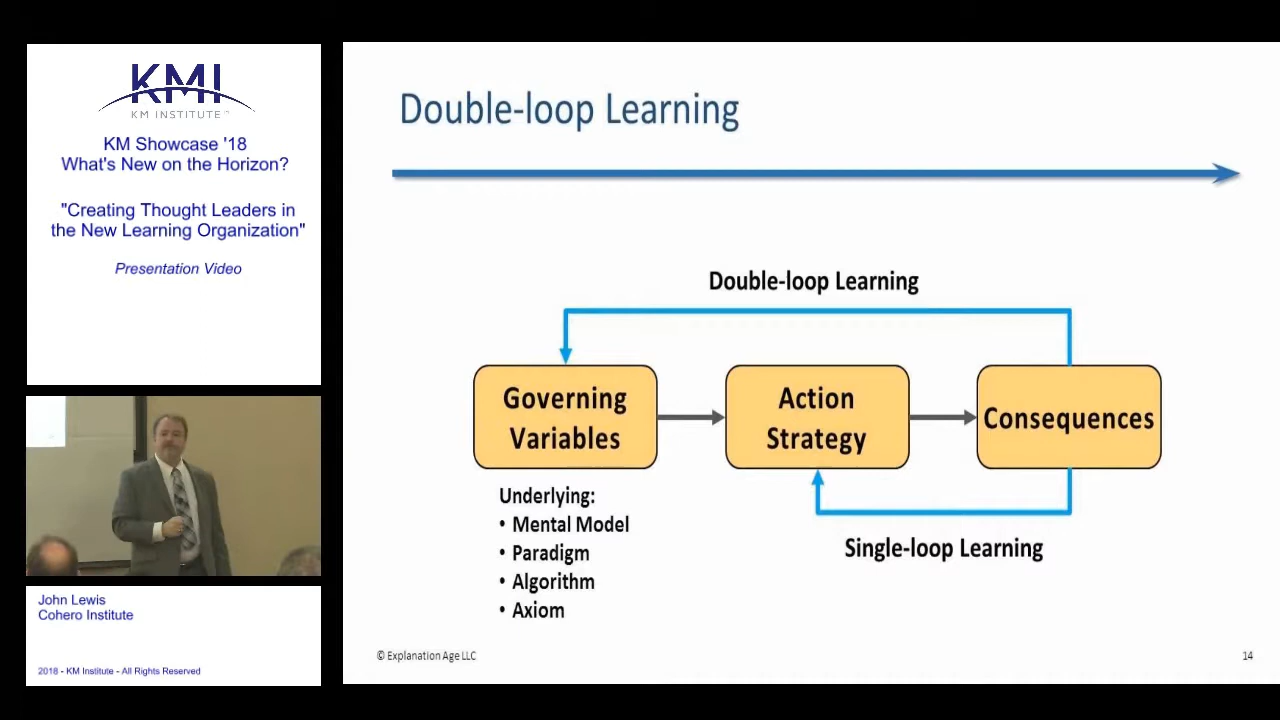 KMI
KM INSTITUTE™
KM Showcase '18
What's New on the Horizon?
"Creating Thought Leaders in
the New Learning Organization"
Presentation Video
John Lewis
Cohero Institute
2018 - KM Institute - All Rights Reserved
Double-loop Learning
Double-loop Learning
Governing
Variables
Action
Strategy
Consequences
Underlying:
• Mental Model
• Paradigm
• Algorithm
• Axiom
Single-loop Learning
© Explanation Age LLC
14